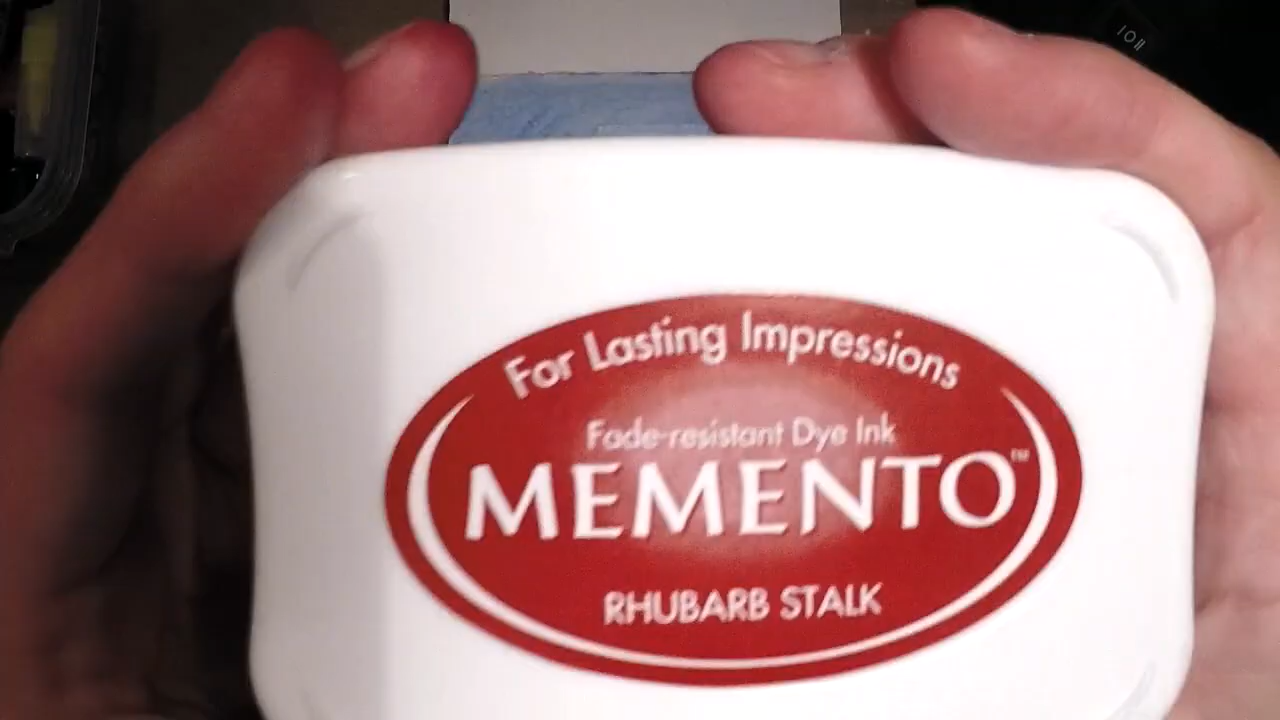 For Lasting Impressions
Fade-resistant Dye Ink
MEMENTO™
RHUBARB STALK